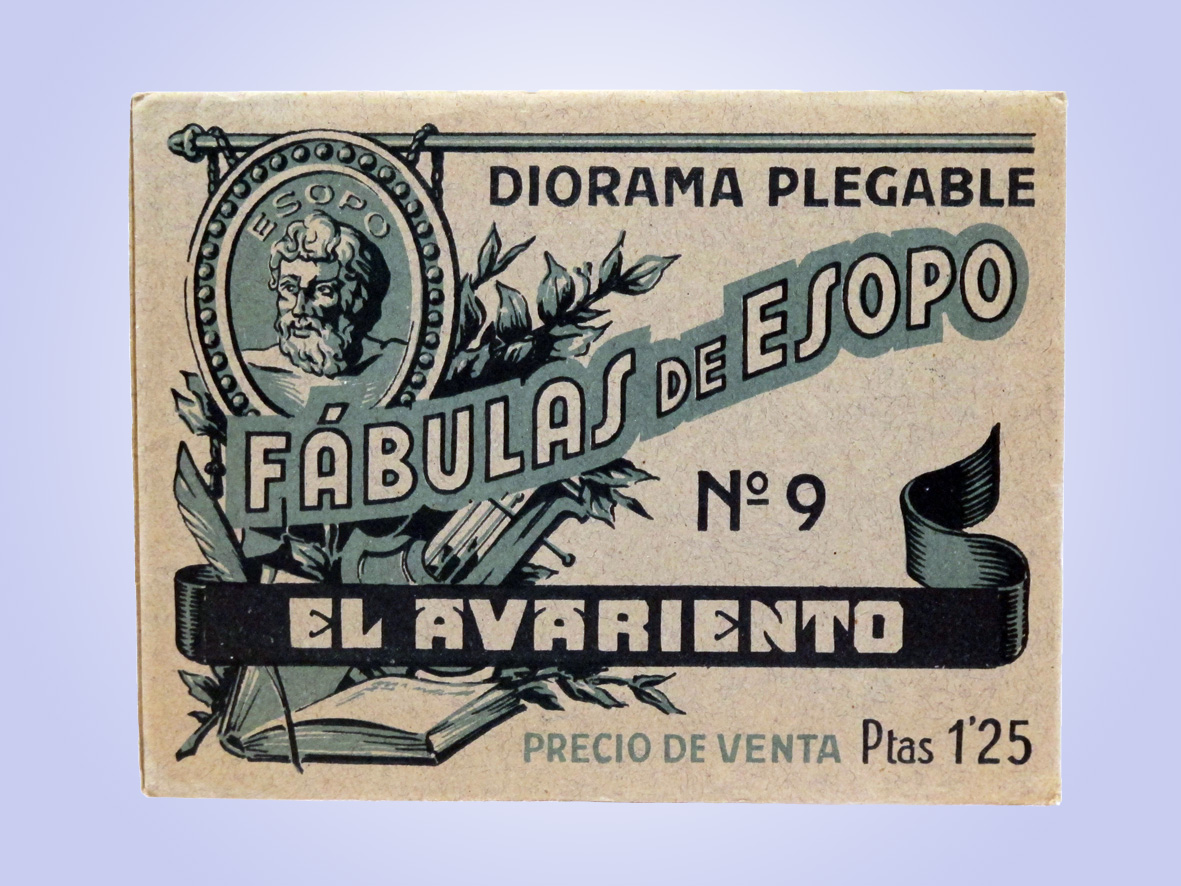 ESOPO
DIORAMA PLEGABLE
FÁBULAS DE ESOPO
Nº 9
EL AVARIENTO
PRECIO DE VENTA Ptas 1'25